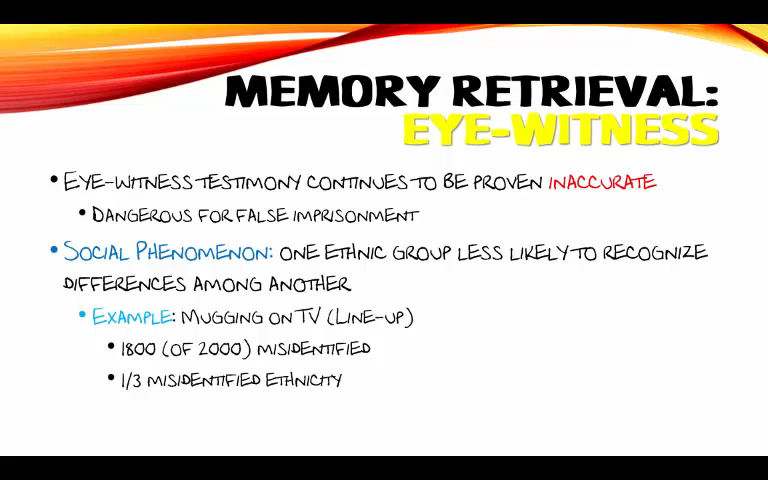 MEMORY RETRIEVAL:
EYE-WITNESS
• EYE-WITNESS TESTIMONY CONTINUES TO BE PROVEN INACCURATE
• DANGEROUS FOR FALSE IMPRISONMENT
• SOCIAL PHENOMENON: ONE ETHNIC GROUP LESS LIKELY TO RECOGNIZE
DIFFERENCES AMONG ANOTHER
• EXAMPLE: MUGGING ON TV (LINE-UP)
• 1800 (OF 2000) MISIDENTIFIED
• 1/3 MISIDENTIFIED ETHNICITY